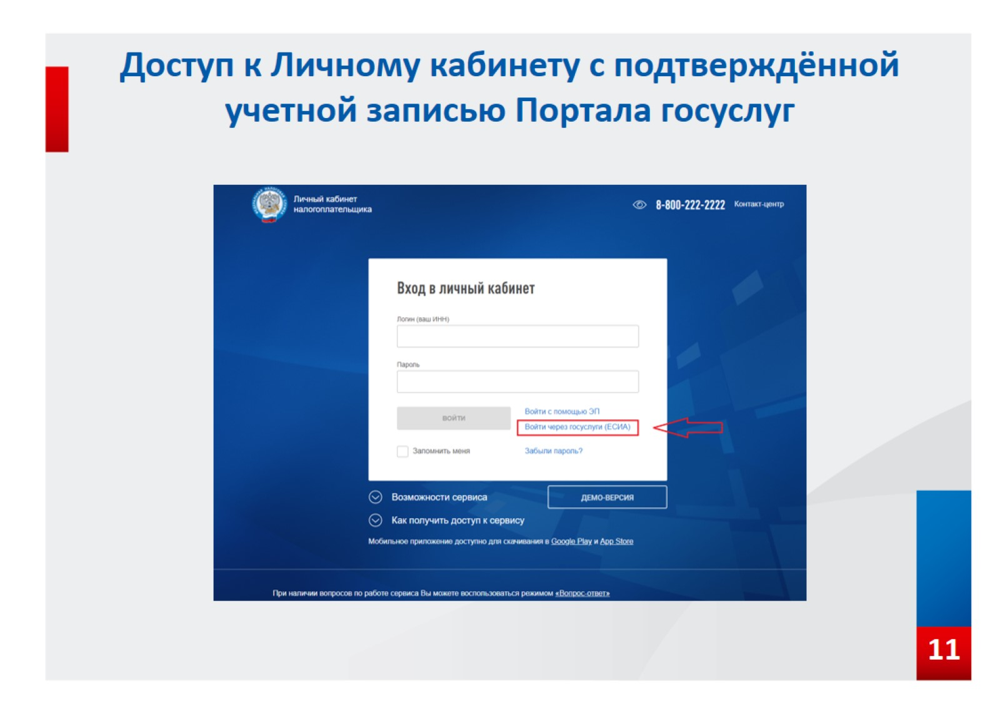 Доступ к Личному кабинету с подтверждённой
учетной записью Портала госуслуг
Личный кабинет
налогоплательщика
8-800-222-2222 Контакт-центр
Вход в личный кабинет
Логин (ваш ИНН)
Пароль
ВОЙТИ
Войти с помощью ЭП
Войти через госуслуги (ЕСИА)
Запомнить меня
Забыли пароль?
Возможности сервиса
ДЕМО-ВЕРСИЯ
Как получить доступ к сервису
Мобильное приложение доступно для скачивания в Google Play и App Store
При наличии вопросов по работе сервиса Вы можете воспользоваться режимом «Вопрос-ответ»
11